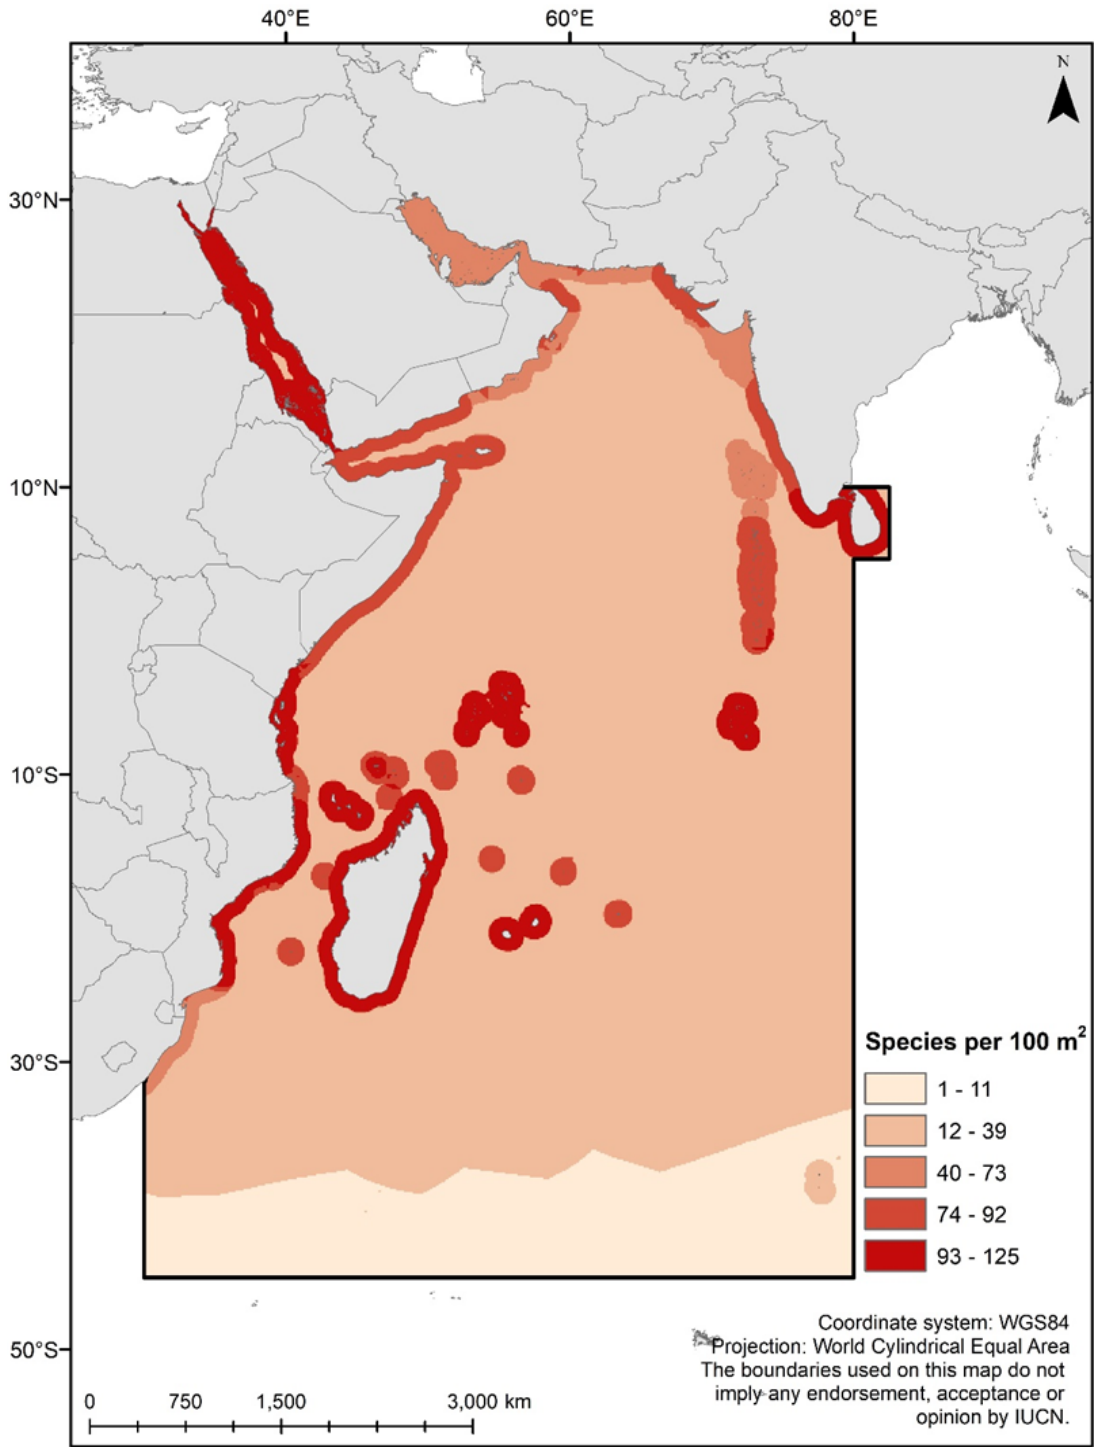 40°E 60°E 80°E
N
30°N
10°N
10°S
30°S
50°S
Species per 100 m²
1 - 11
12 - 39
40 - 73
74 - 92
93 - 125
Coordinate system: WGS84
Projection: World Cylindrical Equal Area
The boundaries used on this map do not
imply any endorsement, acceptance or
opinion by IUCN.
0 750 1,500 3,000 km